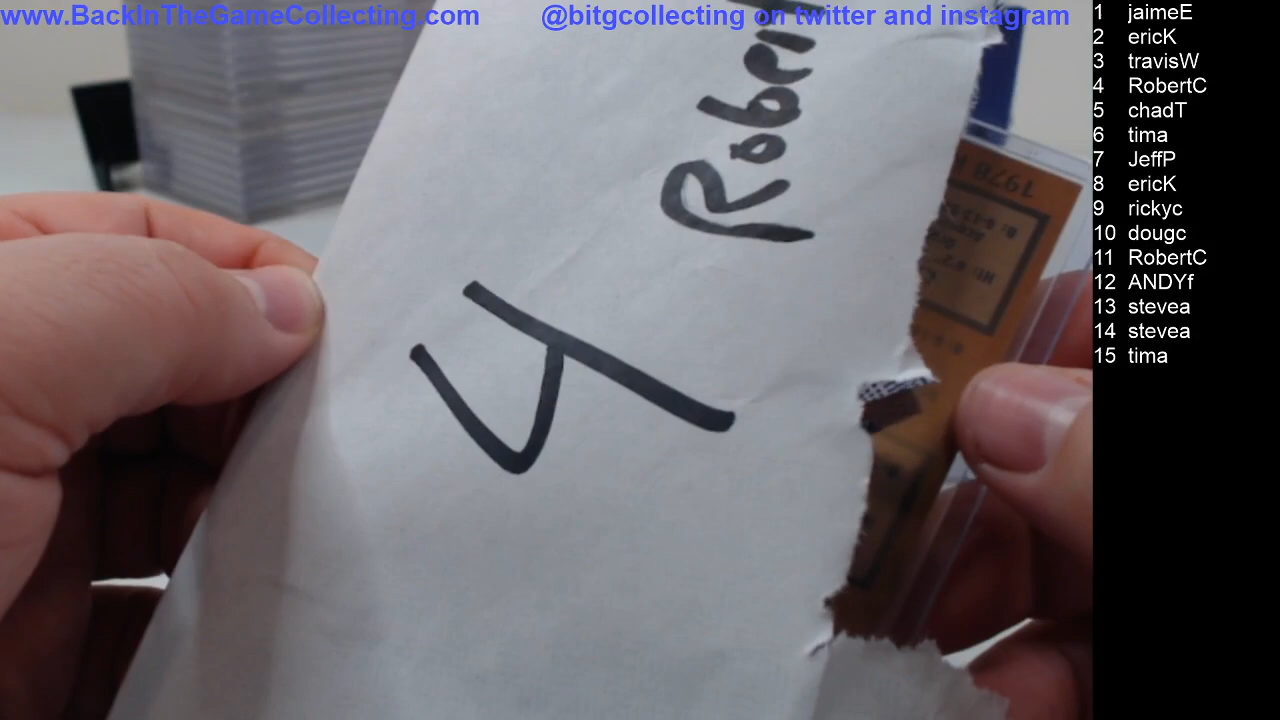 www.BackInTheGameCollecting.com @bitgcollecting on twitter and instagram
1 jaimeE
2 ericK
3 travisW
4 RobertC
5 chadT
6 tima
7 JeffP
8 ericK
9 rickyc
10 dougc
11 RobertC
12 ANDYf
13 stevea
14 stevea
15 tima
Robert
4
1978